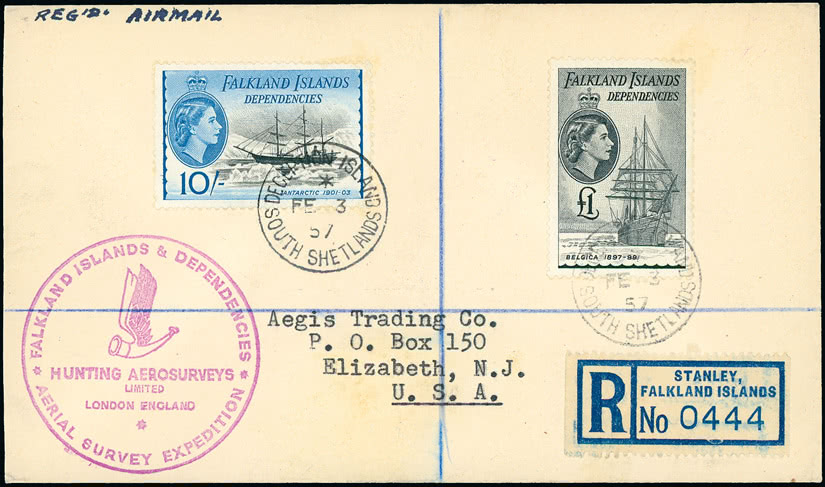 REG'D. AIRMAIL
FALKLAND ISLANDS
DEPENDENCIES
10/-
ANTARCTIC 1901-03
DECEPTION ISLAND
*
FE 3
57
SOUTH SHETLANDS
FALKLAND ISLANDS
DEPENDENCIES
£1
BELGICA 1897-99
FE 3
57
SOUTH SHETLANDS
FALKLAND ISLANDS & DEPENDENCIES
HUNTING AEROSURVEYS
LIMITED
LONDON ENGLAND
*
* AERIAL SURVEY EXPEDITION *
Aegis Trading Co.
P. O. Box 150
Elizabeth, N.J.
U. S. A.
R
STANLEY,
FALKLAND ISLANDS
No 0444